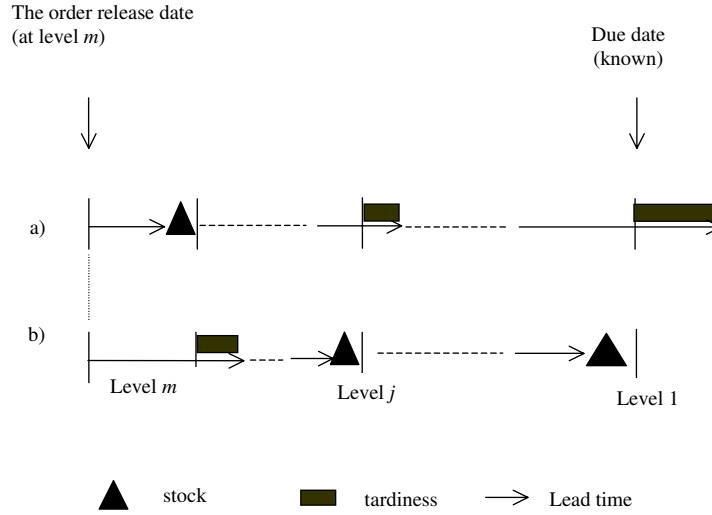 The order release date
(at level m)
Due date
(known)
a)
b)
Level m
Level j
Level 1
stock
tardiness
Lead time